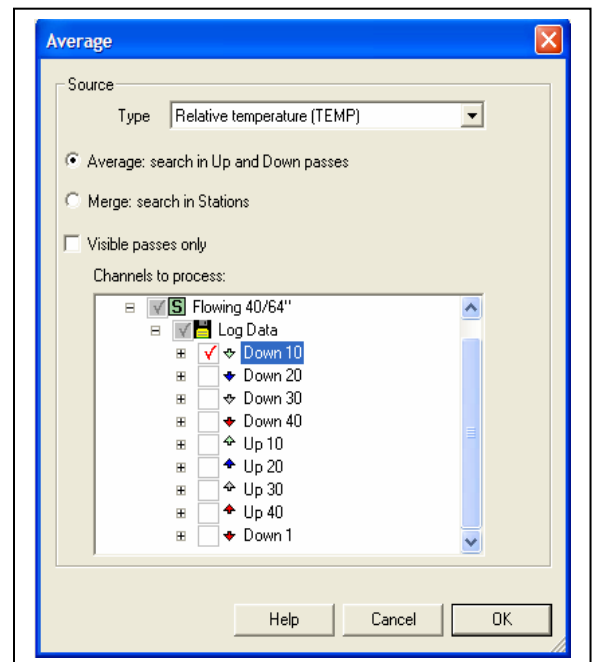 Average
Source
Type Relative temperature (TEMP)
Average: search in Up and Down passes
Merge: search in Stations
Visible passes only
Channels to process:
S Flowing 40/64"
Log Data
Down 10
Down 20
Down 30
Down 40
Up 10
Up 20
Up 30
Up 40
Down 1
Help Cancel OK